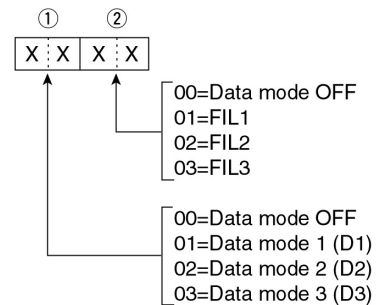 ① ②
X X X X
00=Data mode OFF
01=FIL1
02=FIL2
03=FIL3
00=Data mode OFF
01=Data mode 1 (D1)
02=Data mode 2 (D2)
03=Data mode 3 (D3)